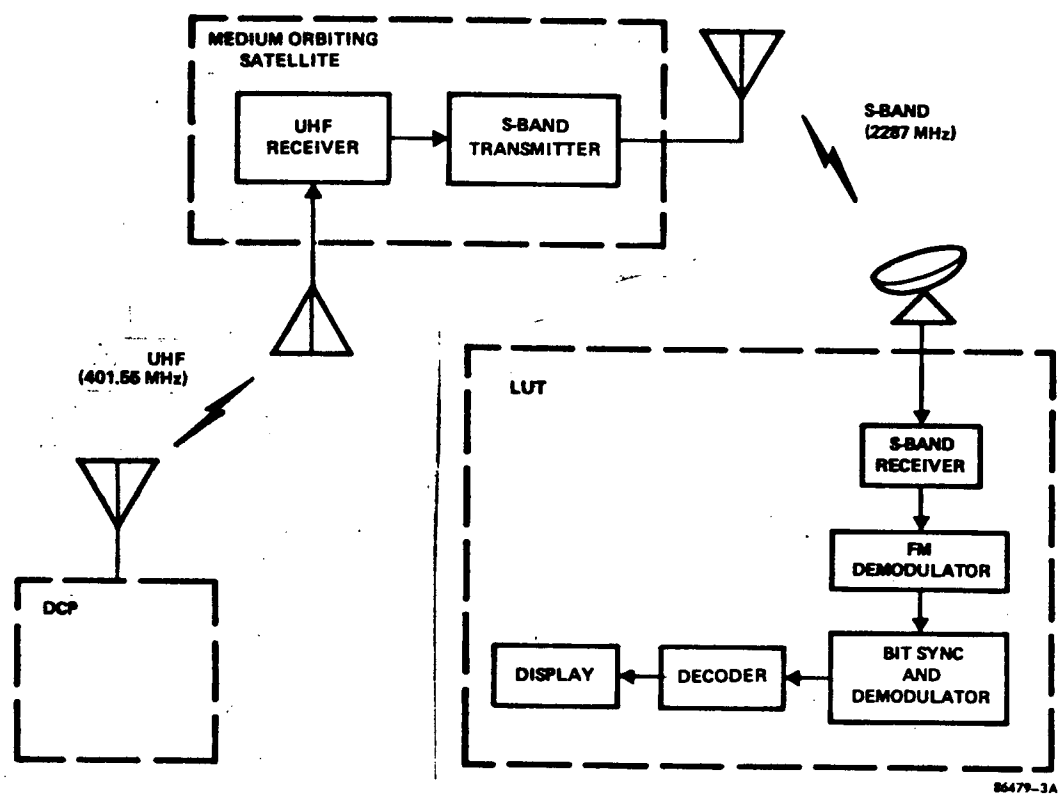 MEDIUM ORBITING
SATELLITE
UHF
RECEIVER
S-BAND
TRANSMITTER
S-BAND
(2287 MHz)
UHF
(401.55 MHz)
DCP
LUT
S-BAND
RECEIVER
FM
DEMODULATOR
BIT SYNC
AND
DEMODULATOR
DECODER
DISPLAY
86479-3A